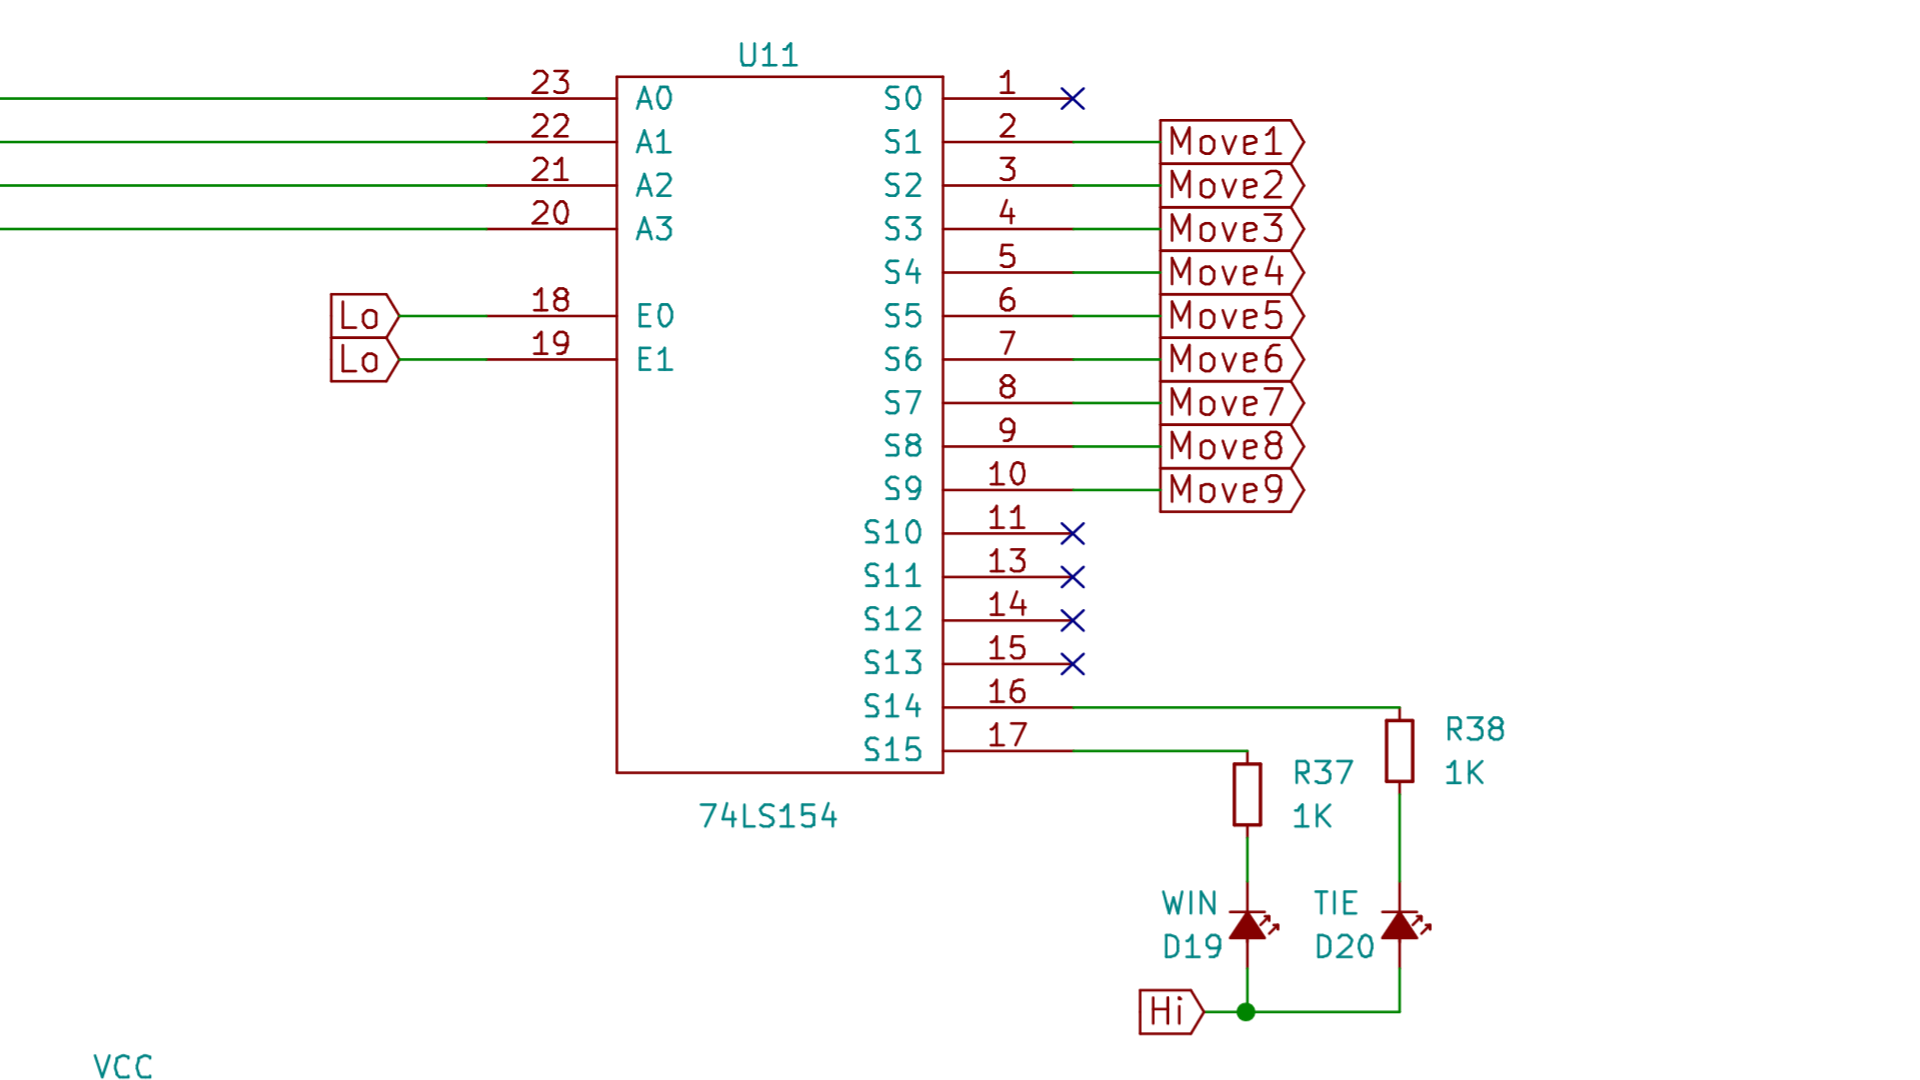 U11
23 A0 S0 1
22 A1 S1 2 Move1
21 A2 S2 3 Move2
20 A3 S3 4 Move3
S4 5 Move4
Lo 18 E0 S5 6 Move5
Lo 19 E1 S6 7 Move6
S7 8 Move7
S8 9 Move8
S9 10 Move9
S10 11
S11 13
S12 14
S13 15
S14 16
S15 17
R38
1K
R37
1K
74LS154
WIN
D19
TIE
D20
Hi
VCC